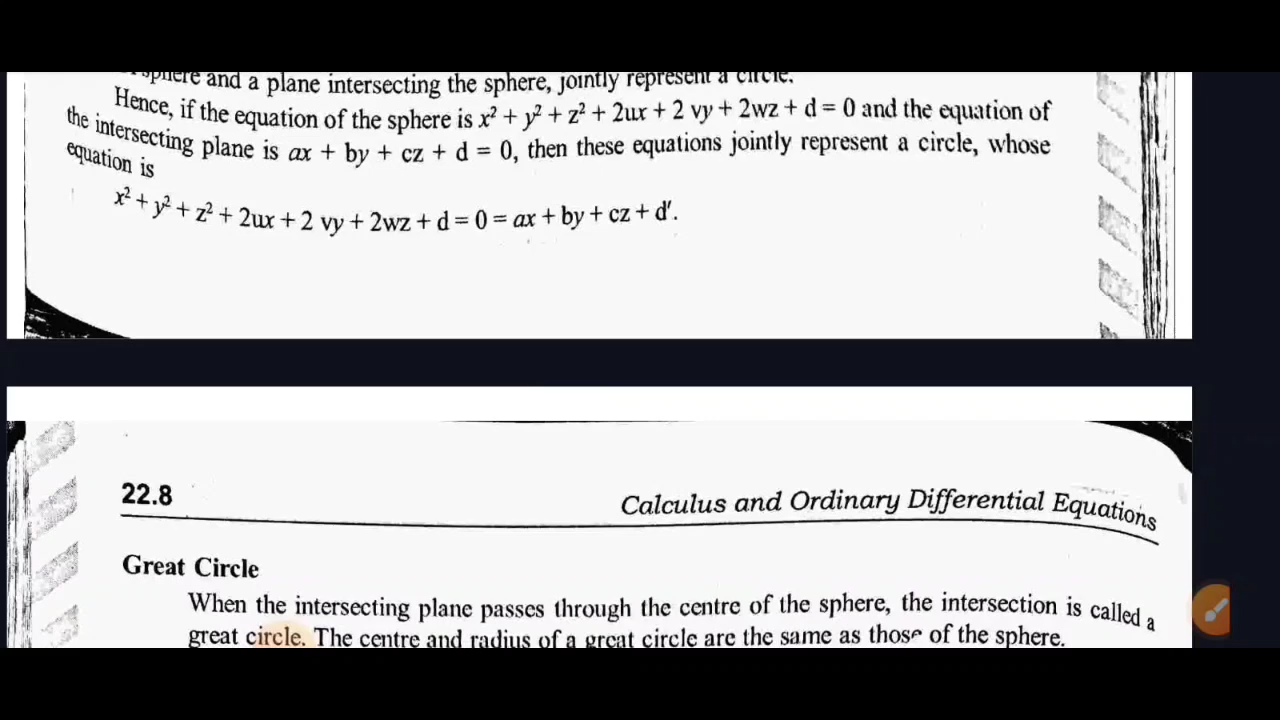 sphere and a plane intersecting the sphere, jointly represent a circle.
Hence, if the equation of the sphere is x² + y² + z² + 2ux + 2 vy + 2wz + d = 0 and the equation of
the intersecting plane is ax + by + cz + d = 0, then these equations jointly represent a circle, whose
equation is
x² + y² + z² + 2ux + 2 vy + 2wz + d = 0 = ax + by + cz + d′.
22.8
Calculus and Ordinary Differential Equations
Great Circle
When the intersecting plane passes through the centre of the sphere, the intersection is called a
great circle. The centre and radius of a great circle are the same as those of the sphere.